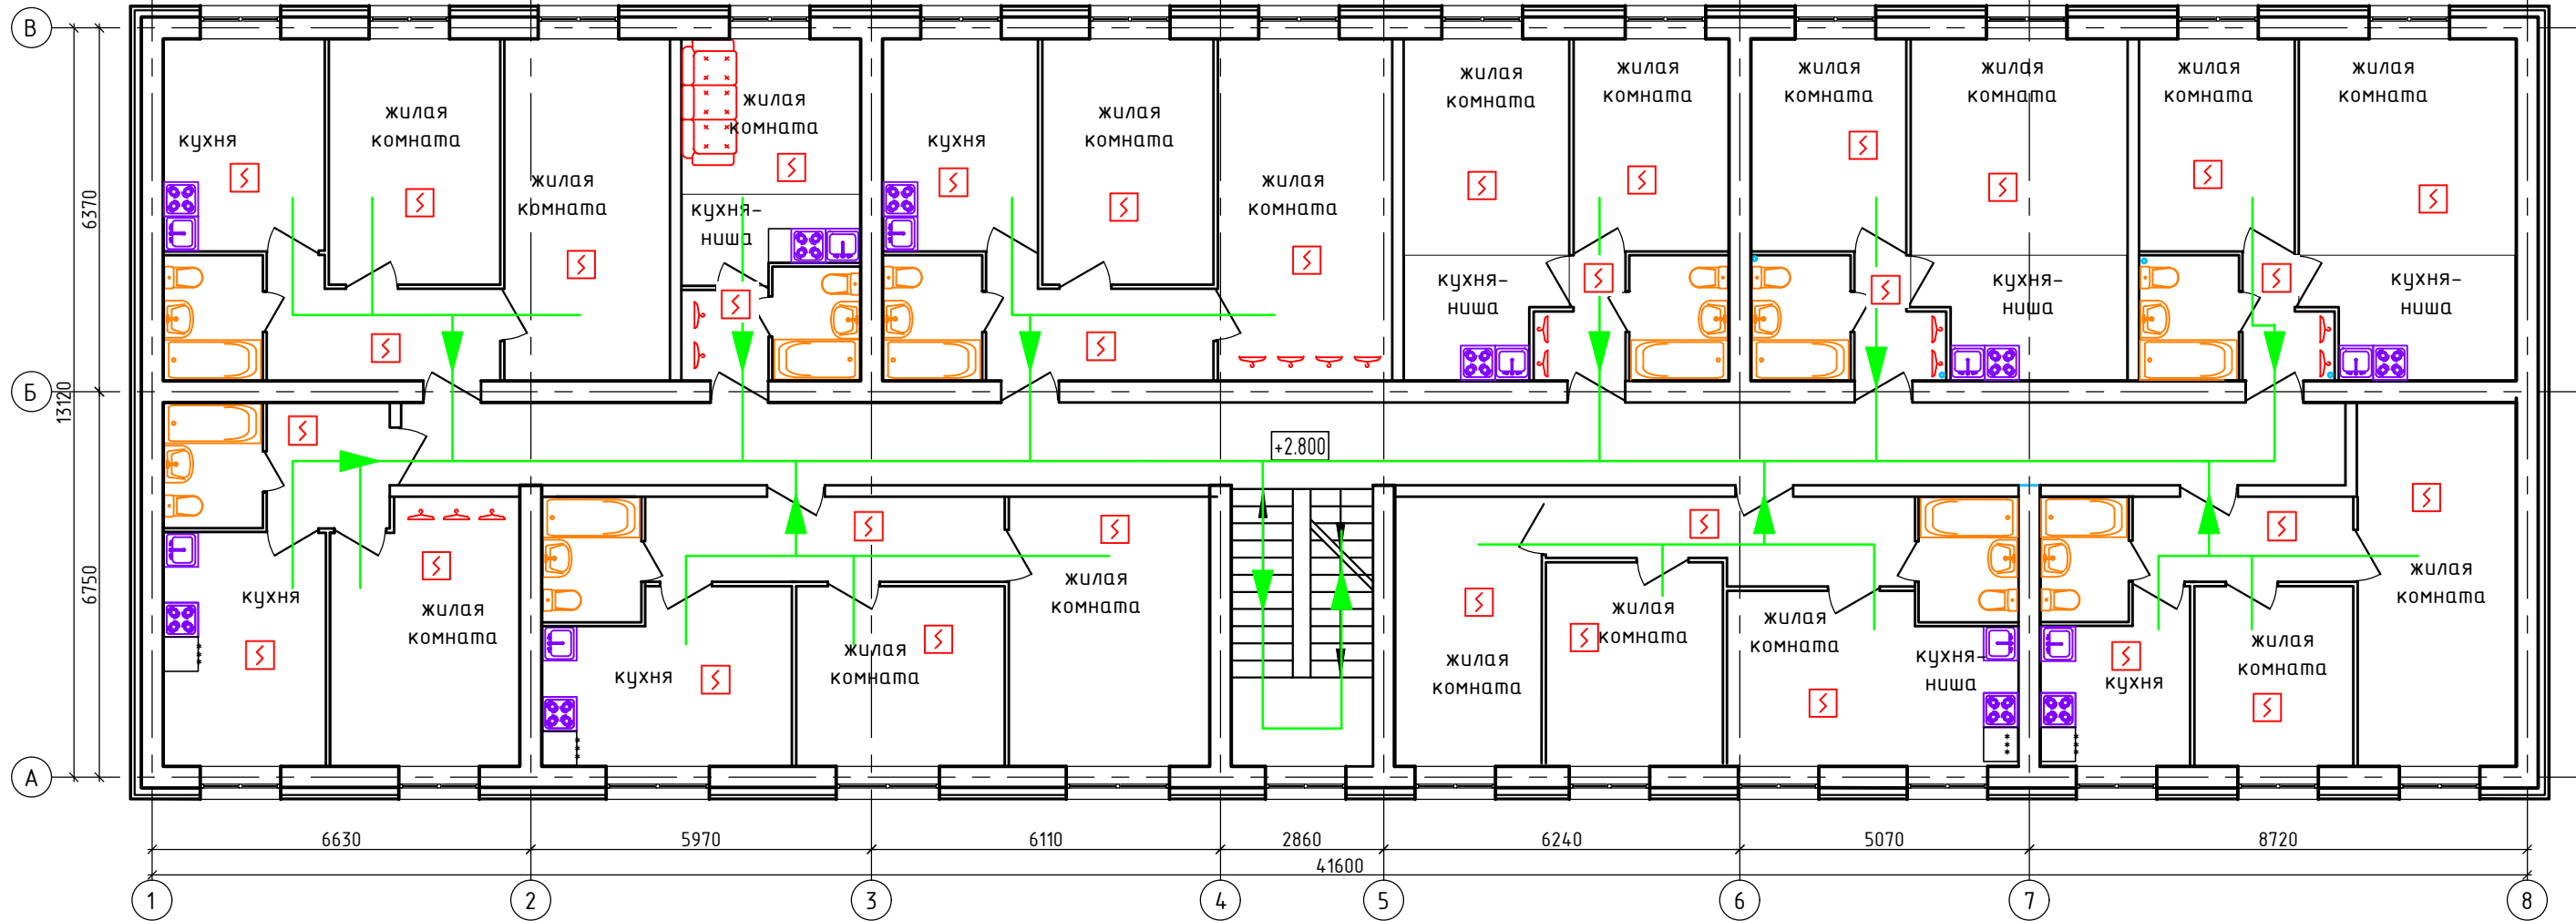 В
жилая
комната
жилая
комната
жилая
комната
жилая
комната
жилая
комната
жилая
комната
жилая
комната
жилая
комната
кухня
жилая
комната
кухня
жилая
комната
жилая
комната
жилая
комната
кухня-
ниша
кухня-
ниша
кухня-
ниша
кухня-
ниша
6370
Б
13120
+2.800
6750
кухня
жилая
комната
кухня
жилая
комната
жилая
комната
жилая
комната
жилая
комната
жилая
комната
кухня-
ниша
кухня
жилая
комната
жилая
комната
А
6630
5970
6110
2860
6240
5070
8720
41600
1
2
3
4
5
6
7
8